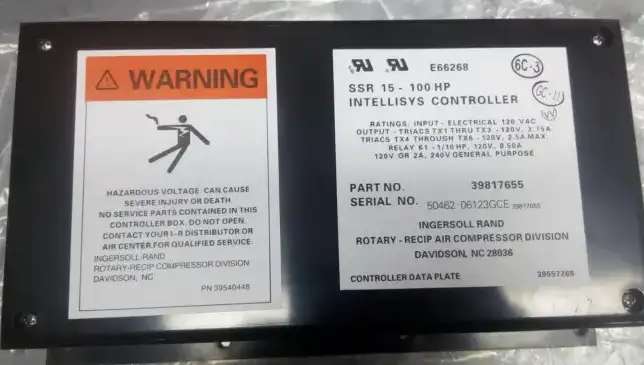 WARNING
HAZARDOUS VOLTAGE CAN CAUSE
SEVERE INJURY OR DEATH.
NO SERVICE PARTS CONTAINED IN THIS
CONTROLLER BOX. DO NOT OPEN.
CONTACT YOUR I-R DISTRIBUTOR OR
AIR CENTER FOR QUALIFIED SERVICE.
INGERSOLL RAND
ROTARY-RECIP COMPRESSOR DIVISION
DAVIDSON, NC
PN 39540448
E66268
6C-3
SSR 15 - 100 HP
INTELLISYS CONTROLLER
RATINGS, INPUT - ELECTRICAL 120 VAC
OUTPUT - TRIACS TX1 THRU TX3 - 120V, 3.15A
TRIACS TX4 THROUGH TX6 - 120V, 2.5A MAX.
RELAY K1 - 1/10 HP, 120V, 8.50A
120V OR 2A, 240V GENERAL PURPOSE
PART NO. 39817655
SERIAL NO. 50462-06123GCE 39817655
INGERSOLL RAND
ROTARY - RECIP AIR COMPRESSOR DIVISION
DAVIDSON, NC 28036
CONTROLLER DATA PLATE 39557269